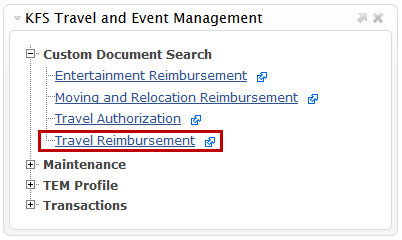 KFS Travel and Event Management
Custom Document Search
Entertainment Reimbursement
Moving and Relocation Reimbursement
Travel Authorization
Travel Reimbursement
Maintenance
TEM Profile
Transactions